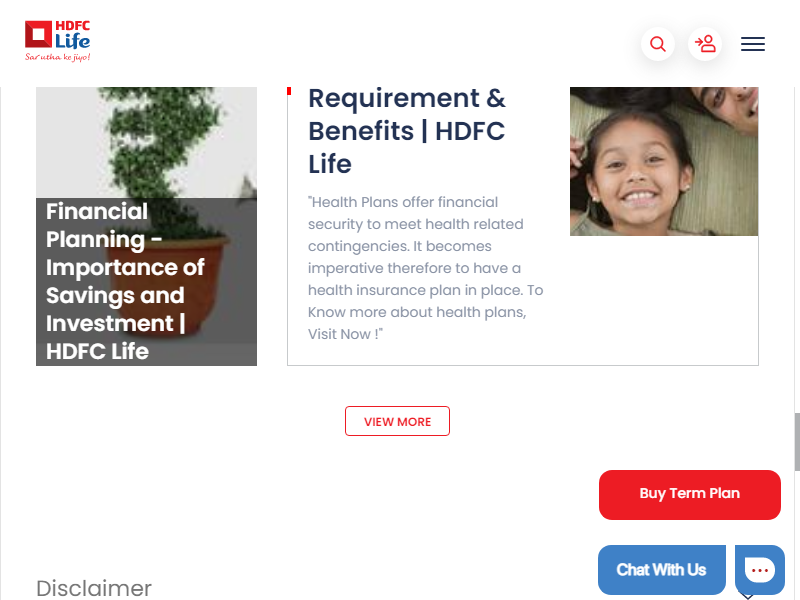 HDFC
Life
Sar utha ke jiyo!
Financial
Planning -
Importance of
Savings and
Investment |
HDFC Life
Requirement &
Benefits | HDFC
Life
"Health Plans offer financial
security to meet health related
contingencies. It becomes
imperative therefore to have a
health insurance plan in place. To
Know more about health plans,
Visit Now !"
VIEW MORE
Buy Term Plan
Chat With Us
Disclaimer